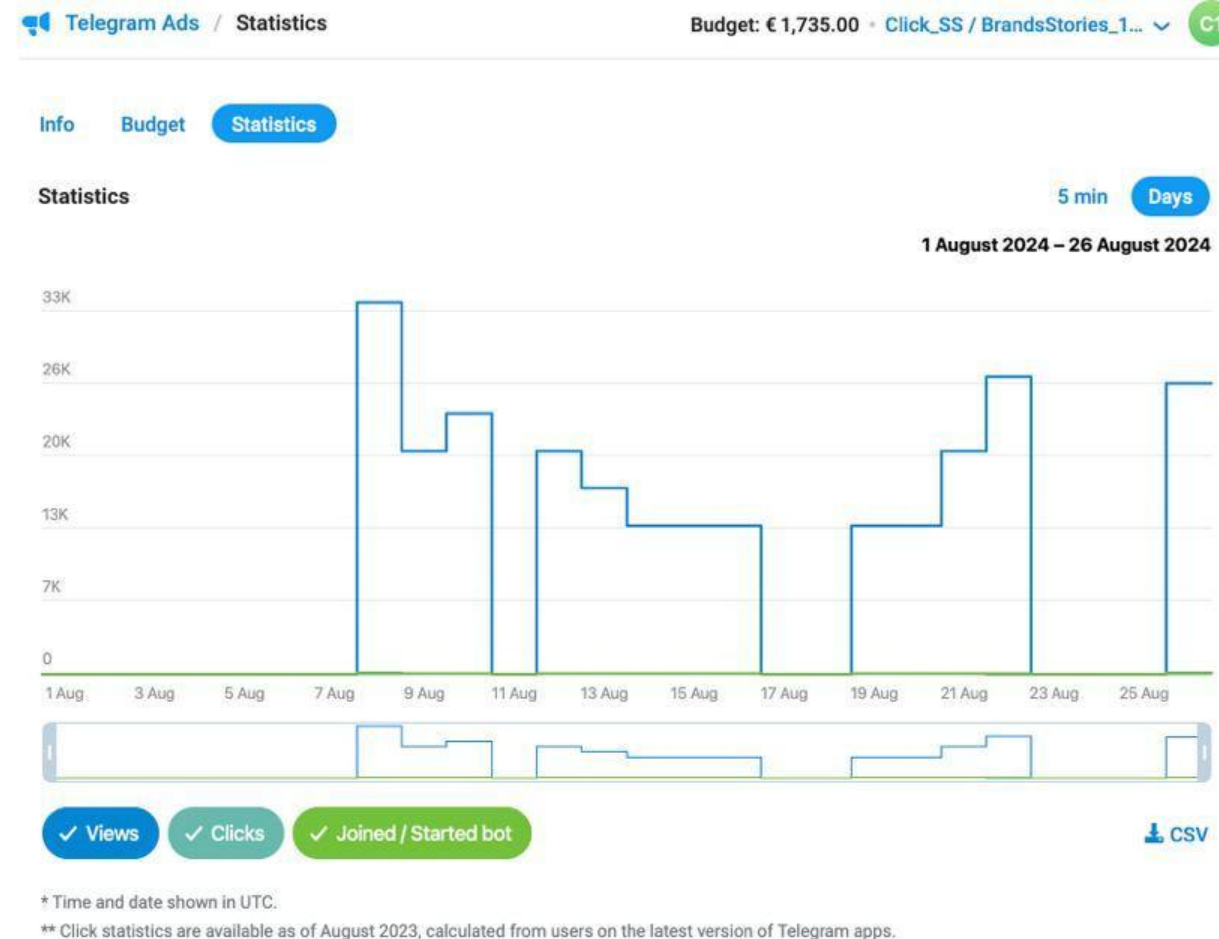 Telegram Ads / Statistics
Budget: € 1,735.00 • Click_SS / BrandsStories_1...
Info Budget Statistics
Statistics
5 min Days
1 August 2024 – 26 August 2024
33K
26K
20K
13K
7K
0
1 Aug 3 Aug 5 Aug 7 Aug 9 Aug 11 Aug 13 Aug 15 Aug 17 Aug 19 Aug 21 Aug 23 Aug 25 Aug
Views Clicks Joined / Started bot
CSV
* Time and date shown in UTC.
** Click statistics are available as of August 2023, calculated from users on the latest version of Telegram apps.